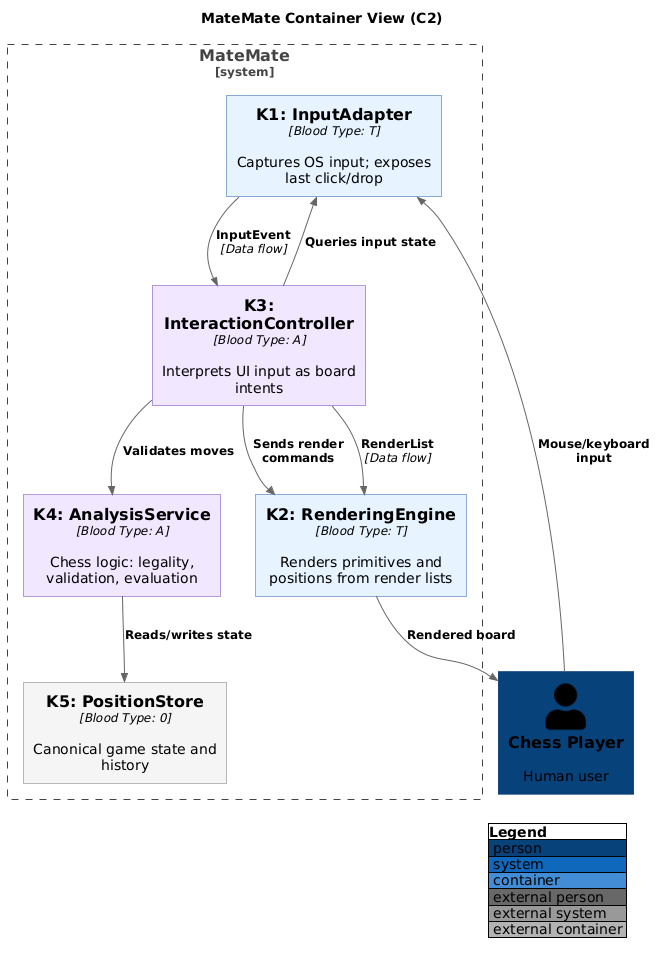 MateMate Container View (C2)
MateMate
[system]
K1: InputAdapter
[Blood Type: T]
Captures OS input; exposes
last click/drop
InputEvent
[Data flow]
Queries input state
K3:
InteractionController
[Blood Type: A]
Interprets UI input as board
intents
Mouse/keyboard
input
Validates moves
Sends render
commands
RenderList
[Data flow]
K4: AnalysisService
[Blood Type: A]
Chess logic: legality,
validation, evaluation
K2: RenderingEngine
[Blood Type: T]
Renders primitives and
positions from render lists
Reads/writes state
Rendered board
K5: PositionStore
[Blood Type: 0]
Canonical game state and
history
Chess Player
Human user
Legend
person
system
container
external person
external system
external container